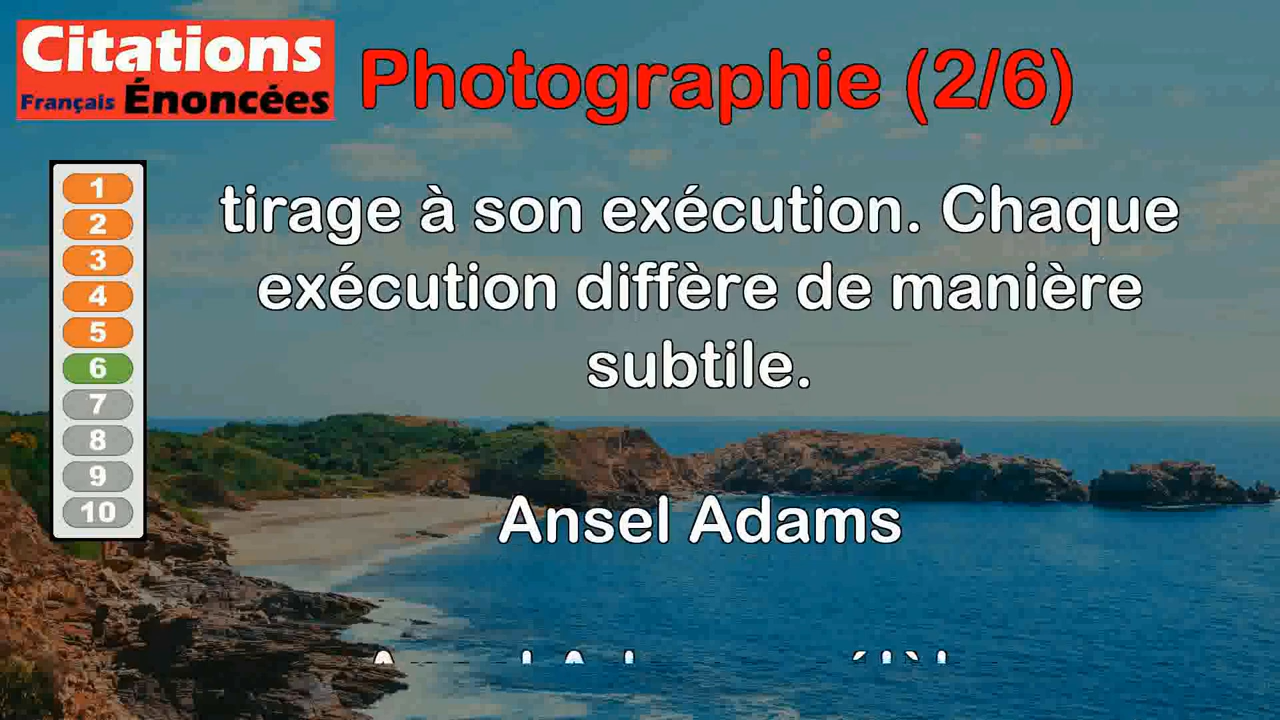 Citations
Français Énoncées
Photographie (2/6)
1
2
3
4
5
6
7
8
9
10
tirage à son exécution. Chaque
exécution diffère de manière
subtile.
Ansel Adams